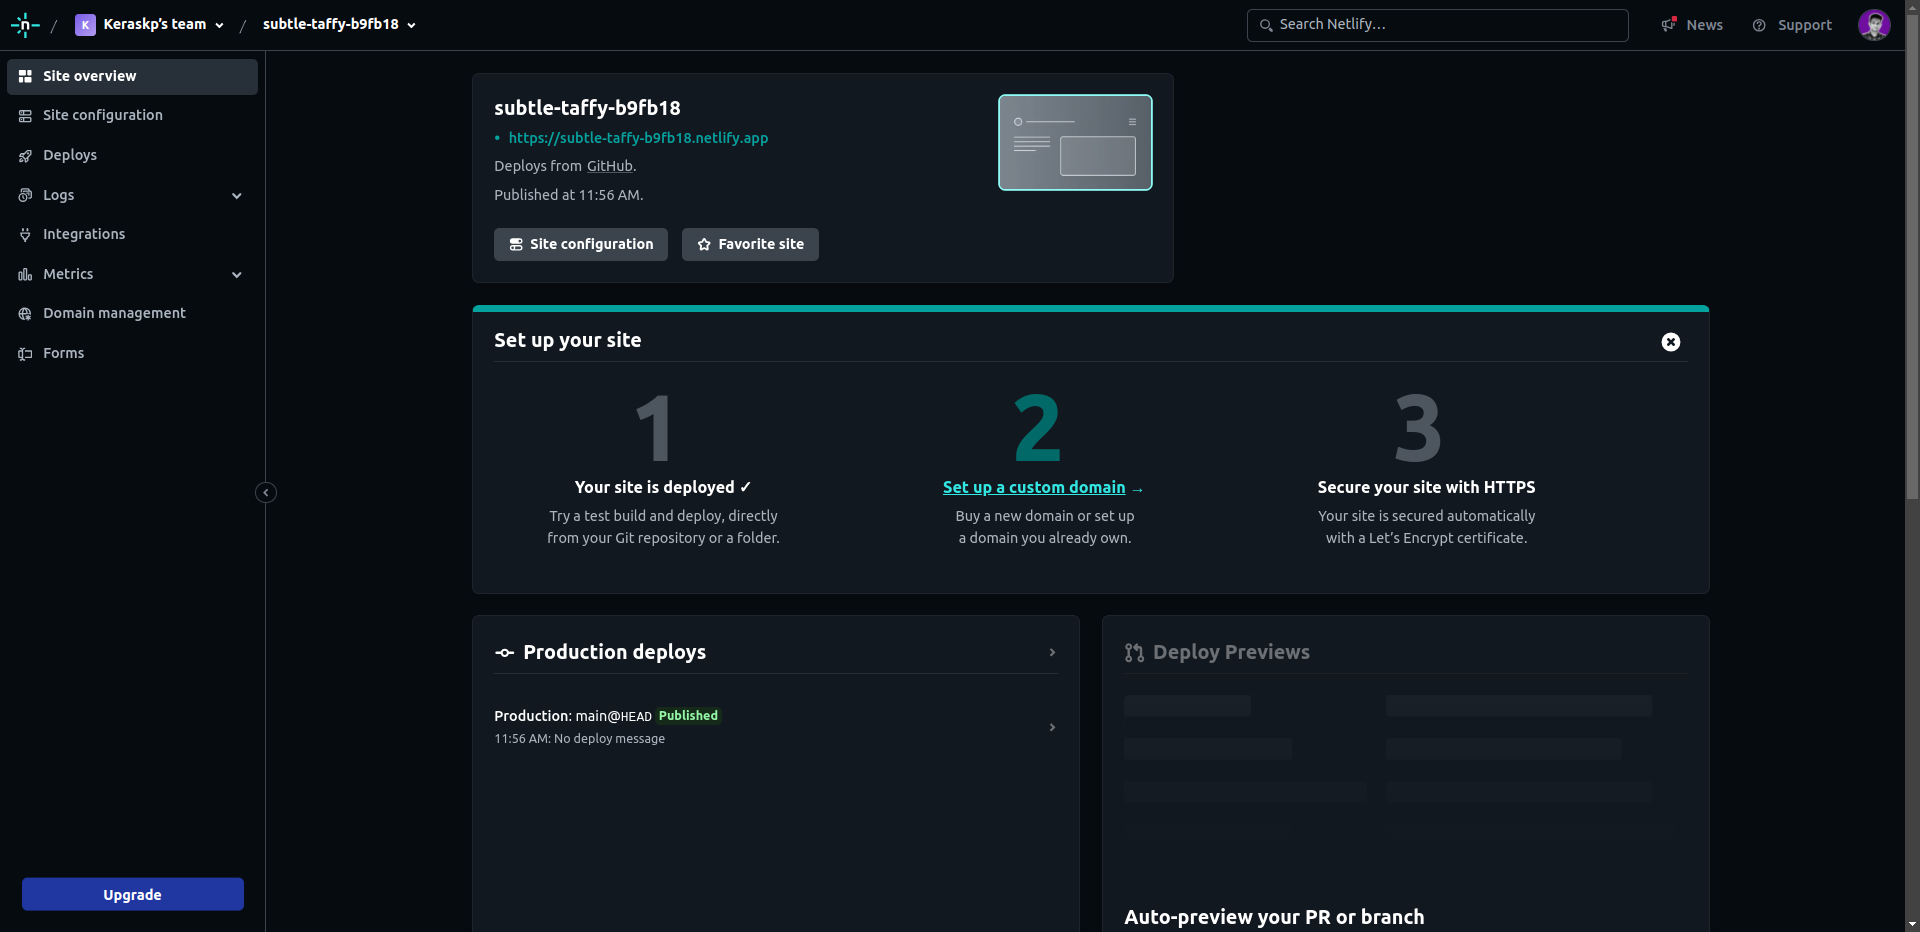 K Keraskp's team
subtle-taffy-b9fb18
Search Netlify…
News
Support
Site overview
Site configuration
Deploys
Logs
Integrations
Metrics
Domain management
Forms
Upgrade
subtle-taffy-b9fb18
https://subtle-taffy-b9fb18.netlify.app
Deploys from GitHub.
Published at 11:56 AM.
Site configuration
Favorite site
Set up your site
1
Your site is deployed ✓
Try a test build and deploy, directly
from your Git repository or a folder.
2
Set up a custom domain →
Buy a new domain or set up
a domain you already own.
3
Secure your site with HTTPS
Your site is secured automatically
with a Let's Encrypt certificate.
Production deploys
Production: main@HEAD Published
11:56 AM: No deploy message
Deploy Previews
Auto-preview your PR or branch